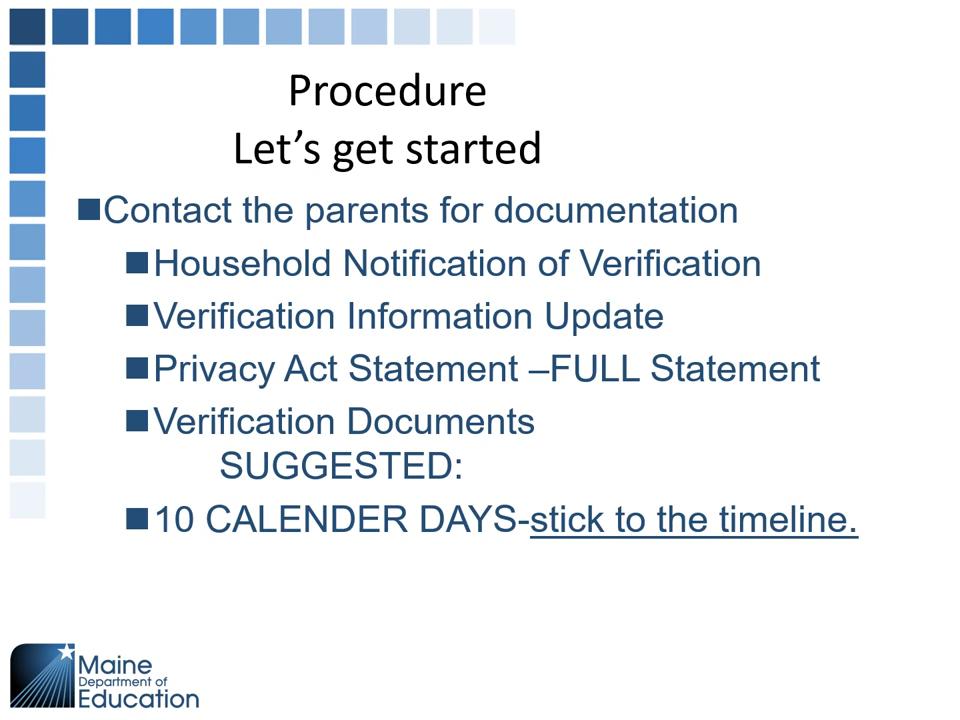 Procedure
Let’s get started
Contact the parents for documentation
Household Notification of Verification
Verification Information Update
Privacy Act Statement –FULL Statement
Verification Documents
SUGGESTED:
10 CALENDER DAYS-stick to the timeline.
Maine
Department of
Education